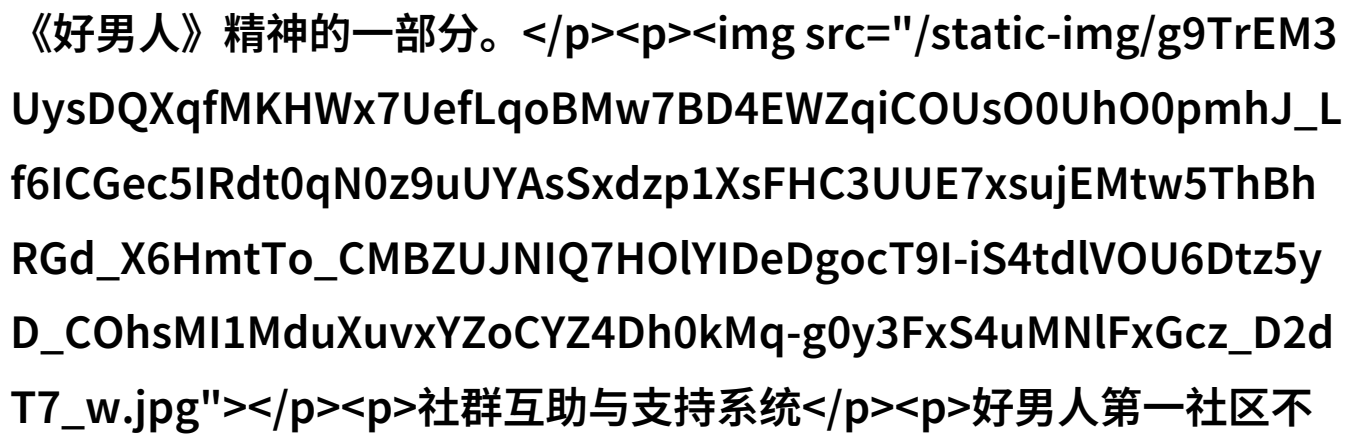 《好男人》精神的一部分。</p><p><img src="/static-img/g9TrEM3
UysDQXqfMKHWx7UefLqoBMw7BD4EWZqiCOUsO0UhO0pmhJ_L
f6ICGec5IRdt0qN0z9uUYAsSxdzp1XsFHC3UUE7xsujEMtw5ThBh
RGd_X6HmtTo_CMBZUJNIQ7HOlYIDeDgocT9I-iS4tdlVOU6Dtz5y
D_COhsMI1MduXuvxYZoCYZ4Dh0kMq-g0y3FxS4uMNlFxGcz_D2d
T7_w.jpg"></p><p>社群互助与支持系统</p><p>好男人第一社区不